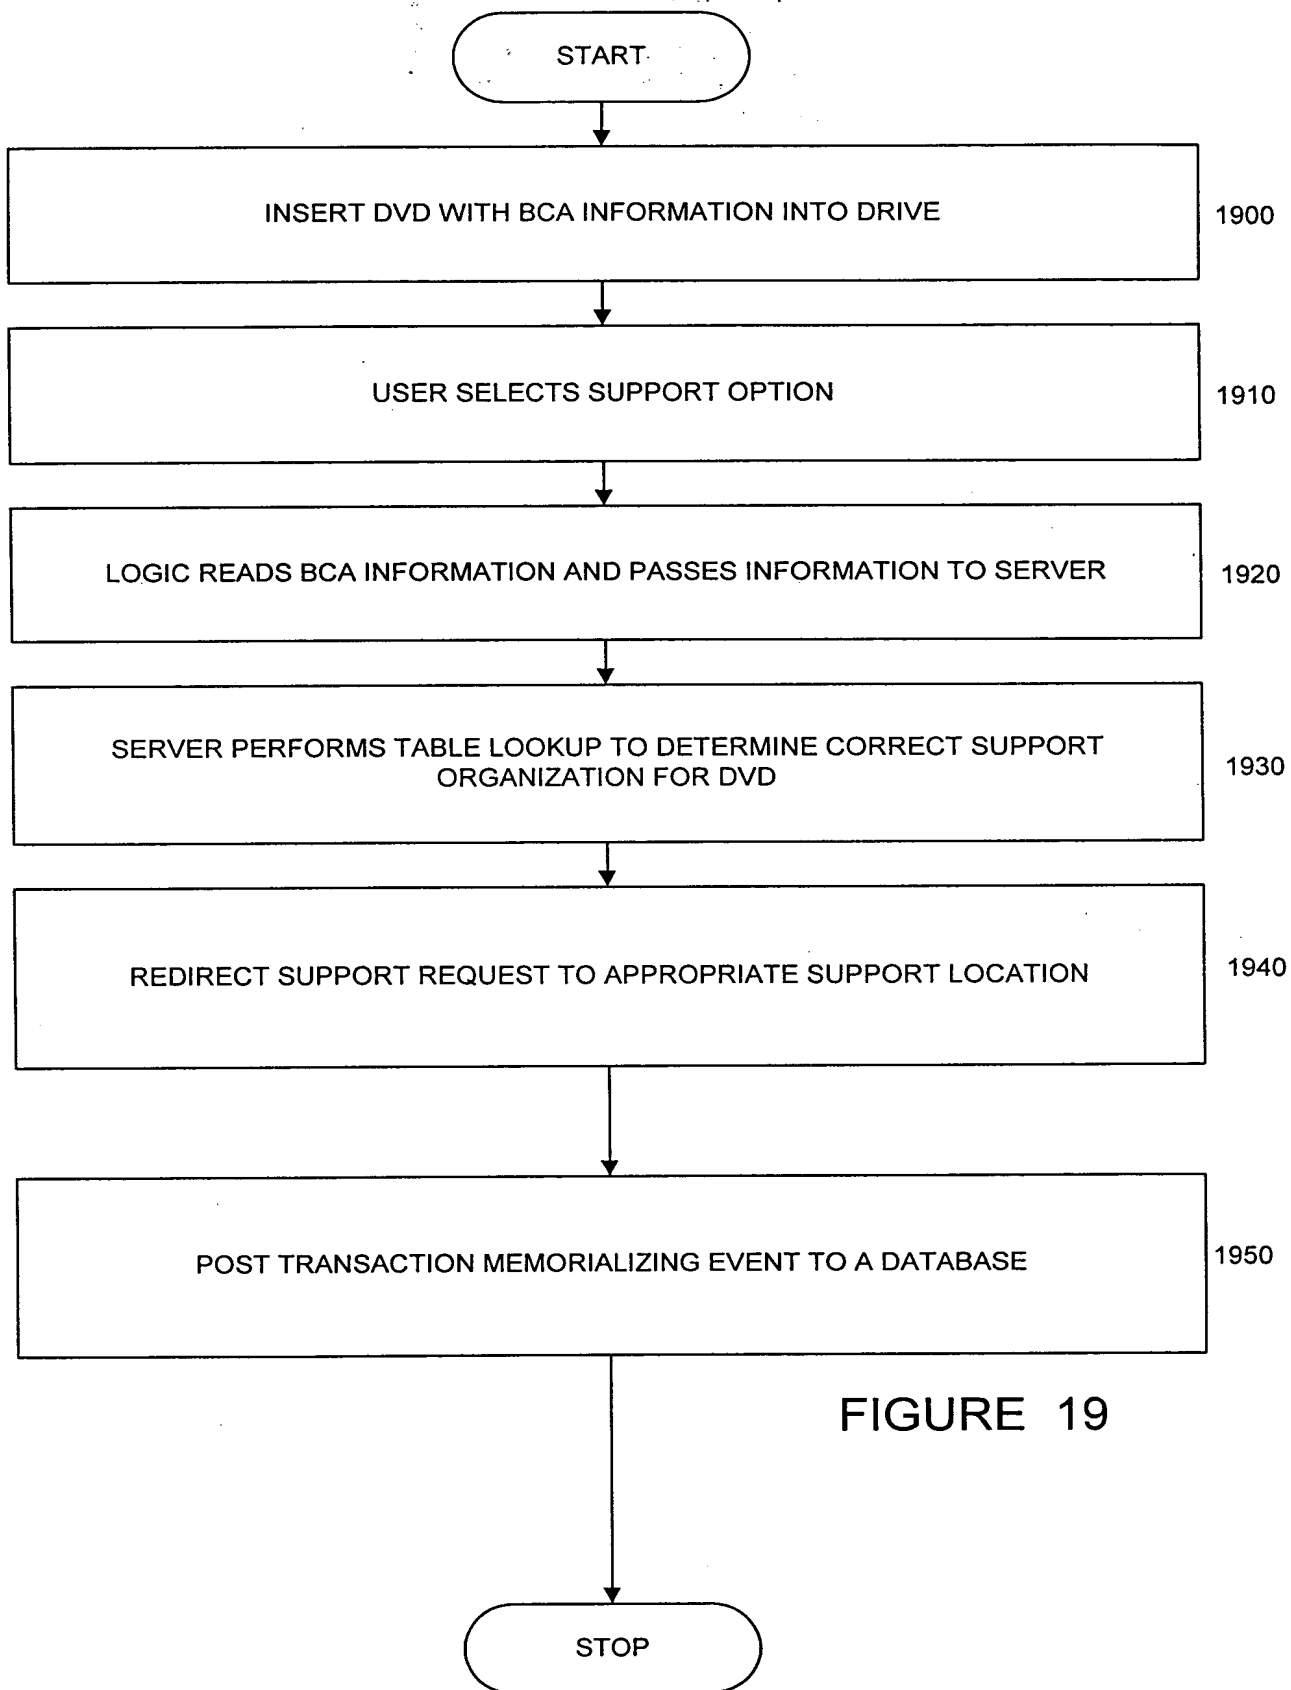 START
INSERT DVD WITH BCA INFORMATION INTO DRIVE
1900
USER SELECTS SUPPORT OPTION
1910
LOGIC READS BCA INFORMATION AND PASSES INFORMATION TO SERVER
1920
SERVER PERFORMS TABLE LOOKUP TO DETERMINE CORRECT SUPPORT
ORGANIZATION FOR DVD
1930
REDIRECT SUPPORT REQUEST TO APPROPRIATE SUPPORT LOCATION
1940
POST TRANSACTION MEMORIALIZING EVENT TO A DATABASE
1950
FIGURE 19
STOP